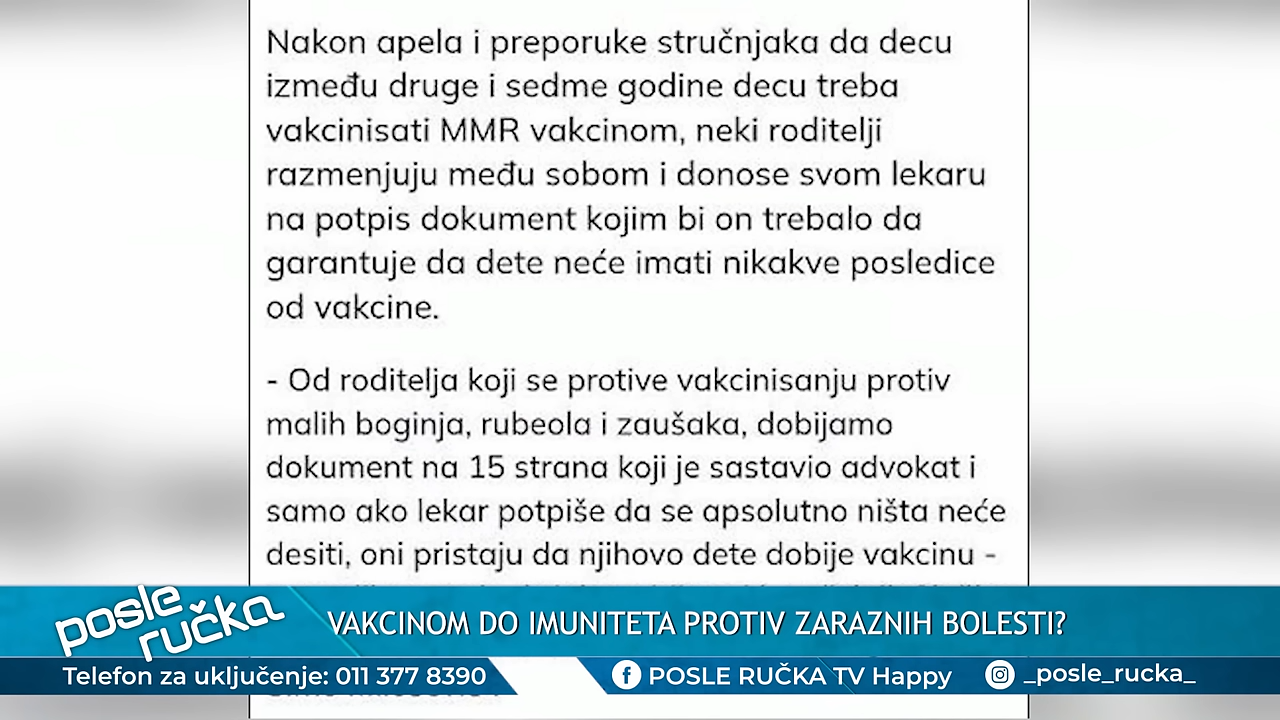 Nakon apela i preporuke stručnjaka da decu
između druge i sedme godine decu treba
vakcinisati MMR vakcinom, neki roditelji
razmenjuju među sobom i donose svom lekaru
na potpis dokument kojim bi on trebalo da
garantuje da dete neće imati nikakve posledice
od vakcine.
- Od roditelja koji se protive vakcinisanju protiv
malih boginja, rubeola i zaušaka, dobijamo
dokument na 15 strana koji je sastavio advokat i
samo ako lekar potpiše da se apsolutno ništa neće
desiti, oni pristaju da njihovo dete dobije vakcinu -
posle
ručka
VAKCINOM DO IMUNITETA PROTIV ZARAZNIH BOLESTI?
Telefon za uključenje: 011 377 8390
POSLE RUČKA TV Happy
_posle_rucka_